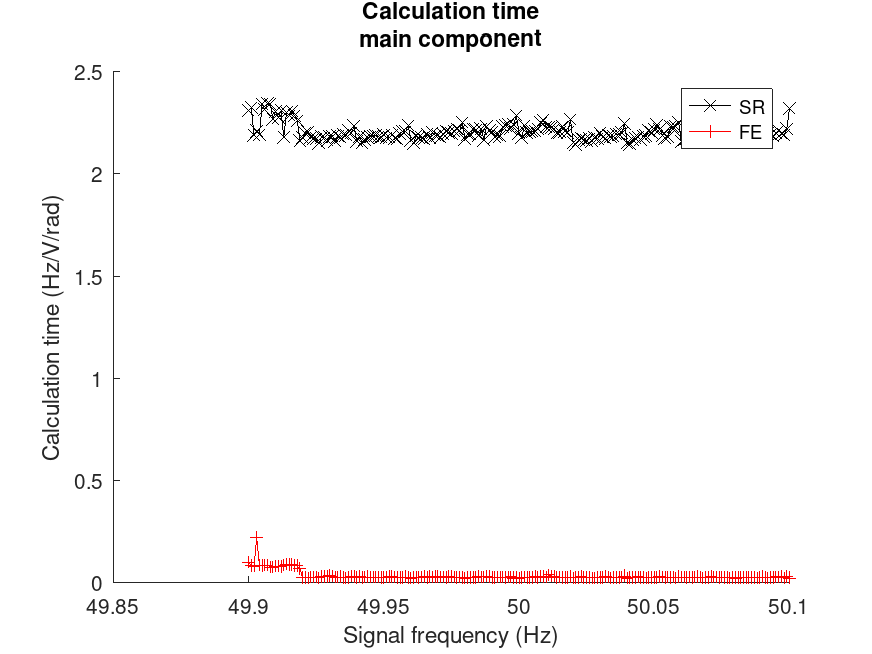 Calculation time
main component
2.5
2
1.5
1
0.5
0
Calculation time (Hz/V/rad)
SR
FE
49.85
49.9
49.95
50
50.05
50.1
Signal frequency (Hz)